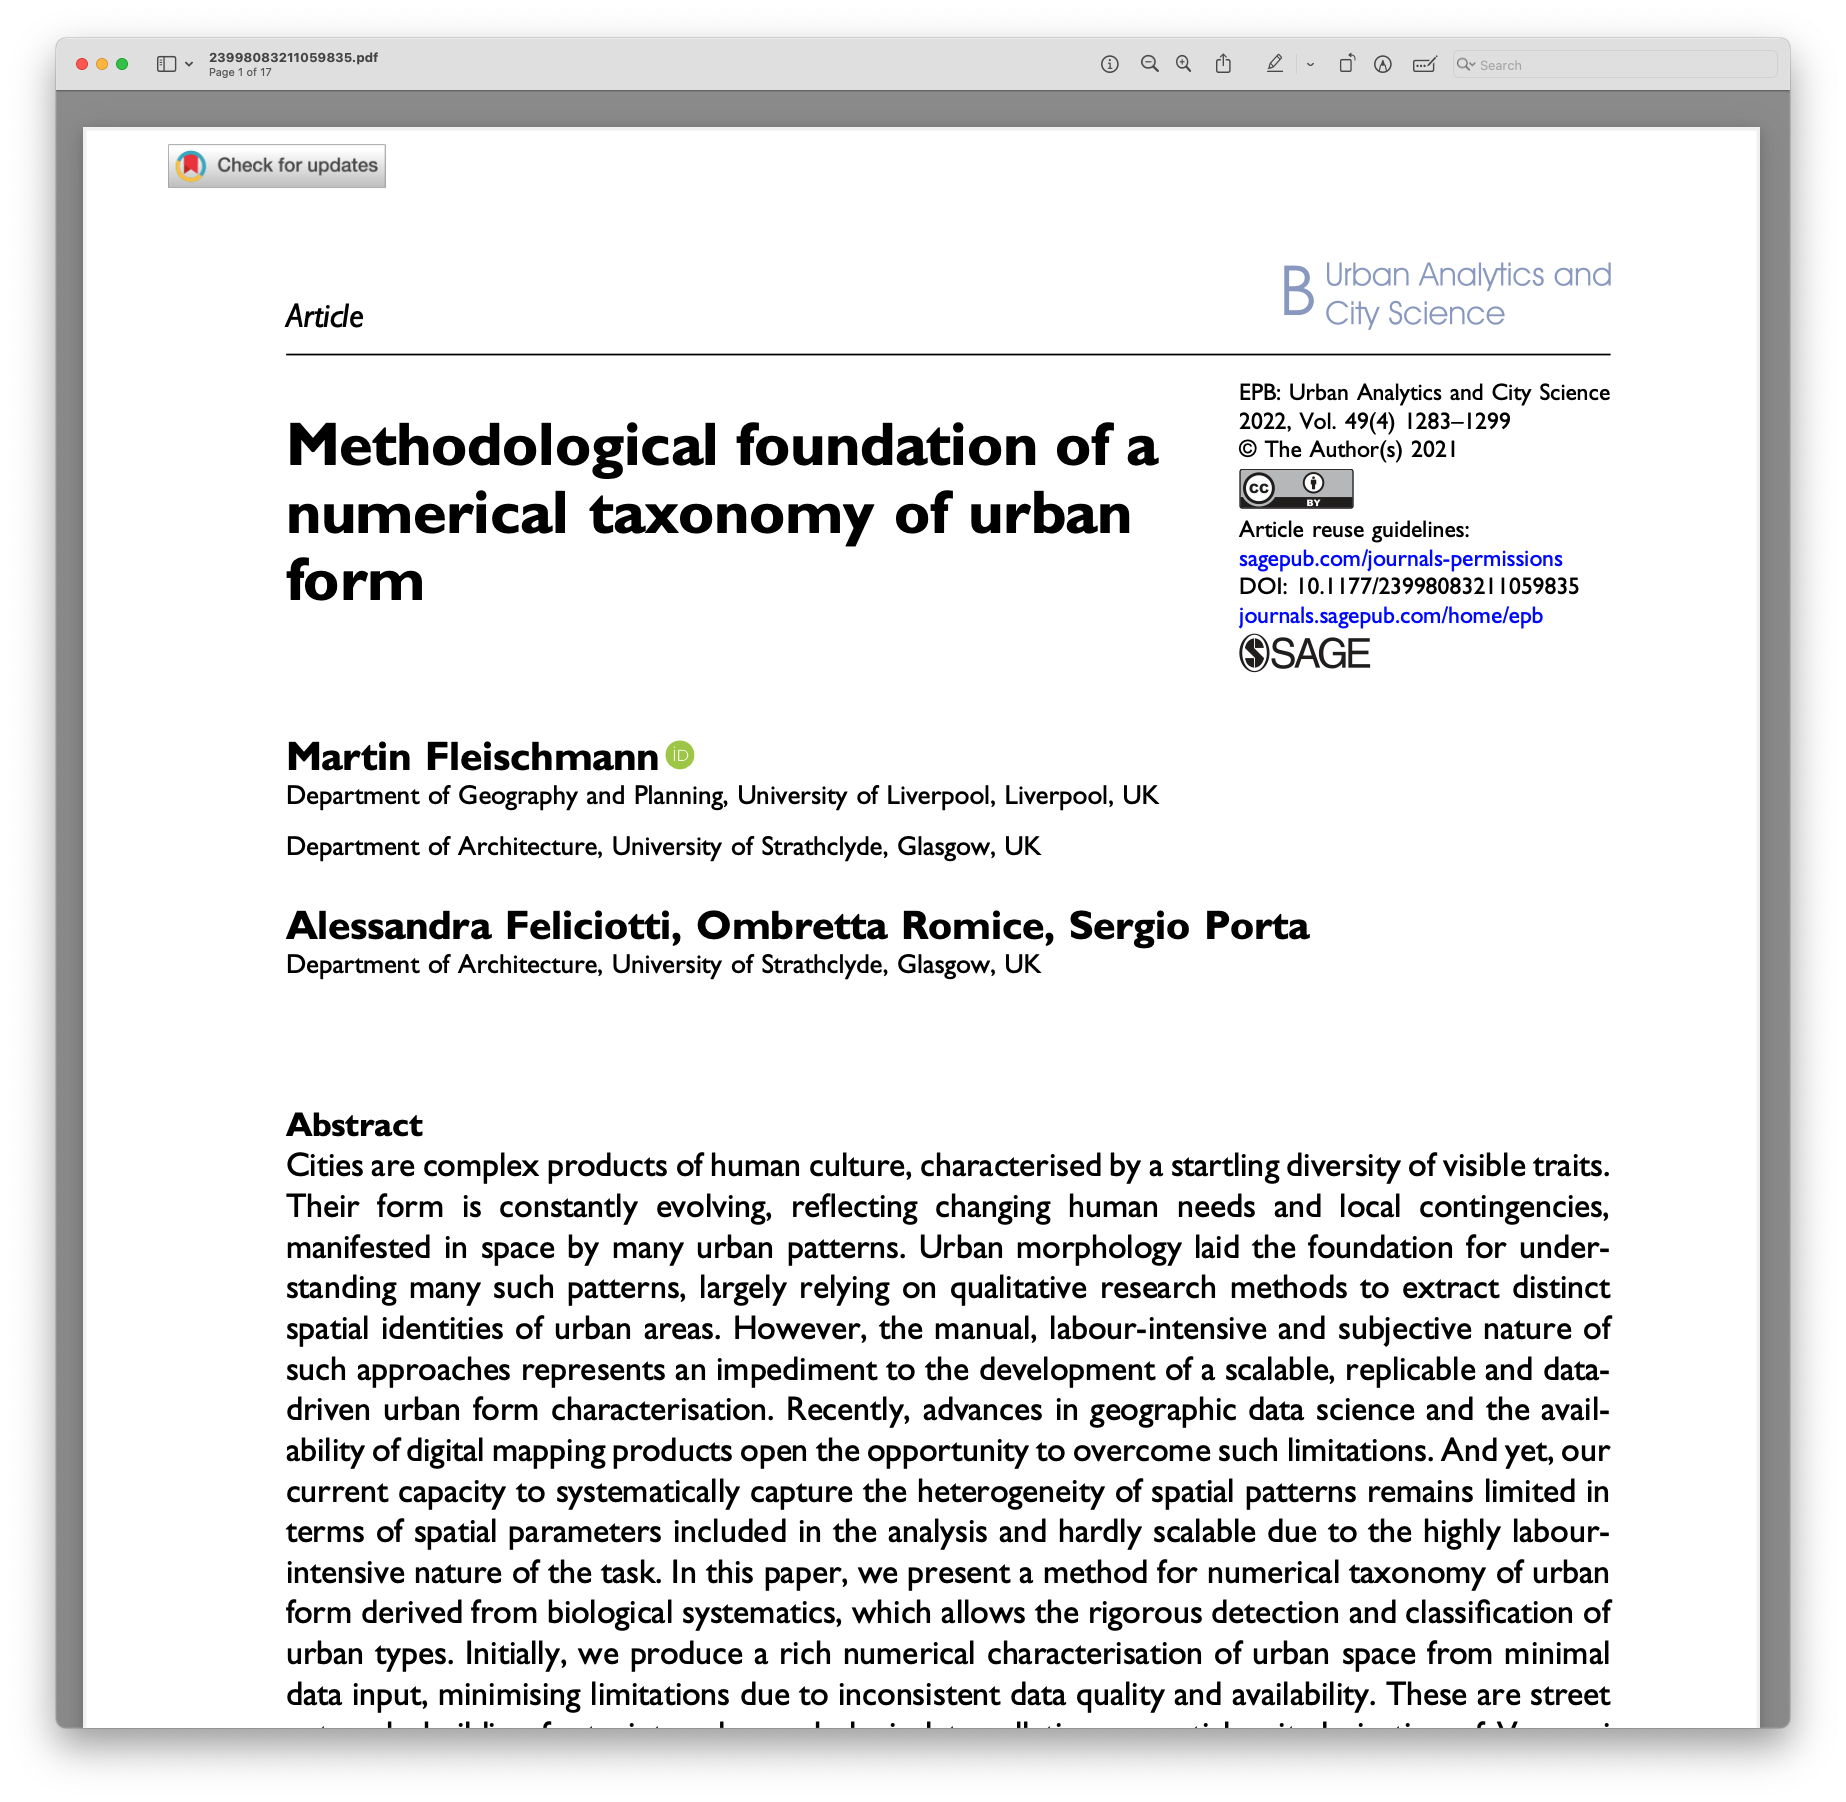 23998083211059835.pdf
Page 1 of 17
Search
Check for updates
Article
B Urban Analytics and
City Science
Methodological foundation of a
numerical taxonomy of urban
form
EPB: Urban Analytics and City Science
2022, Vol. 49(4) 1283–1299
© The Author(s) 2021
cc BY
Article reuse guidelines:
sagepub.com/journals-permissions
DOI: 10.1177/23998083211059835
journals.sagepub.com/home/epb
SAGE
Martin Fleischmann iD
Department of Geography and Planning, University of Liverpool, Liverpool, UK
Department of Architecture, University of Strathclyde, Glasgow, UK
Alessandra Feliciotti, Ombretta Romice, Sergio Porta
Department of Architecture, University of Strathclyde, Glasgow, UK
Abstract
Cities are complex products of human culture, characterised by a startling diversity of visible traits.
Their form is constantly evolving, reflecting changing human needs and local contingencies,
manifested in space by many urban patterns. Urban morphology laid the foundation for under-
standing many such patterns, largely relying on qualitative research methods to extract distinct
spatial identities of urban areas. However, the manual, labour-intensive and subjective nature of
such approaches represents an impediment to the development of a scalable, replicable and data-
driven urban form characterisation. Recently, advances in geographic data science and the avail-
ability of digital mapping products open the opportunity to overcome such limitations. And yet, our
current capacity to systematically capture the heterogeneity of spatial patterns remains limited in
terms of spatial parameters included in the analysis and hardly scalable due to the highly labour-
intensive nature of the task. In this paper, we present a method for numerical taxonomy of urban
form derived from biological systematics, which allows the rigorous detection and classification of
urban types. Initially, we produce a rich numerical characterisation of urban space from minimal
data input, minimising limitations due to inconsistent data quality and availability. These are street